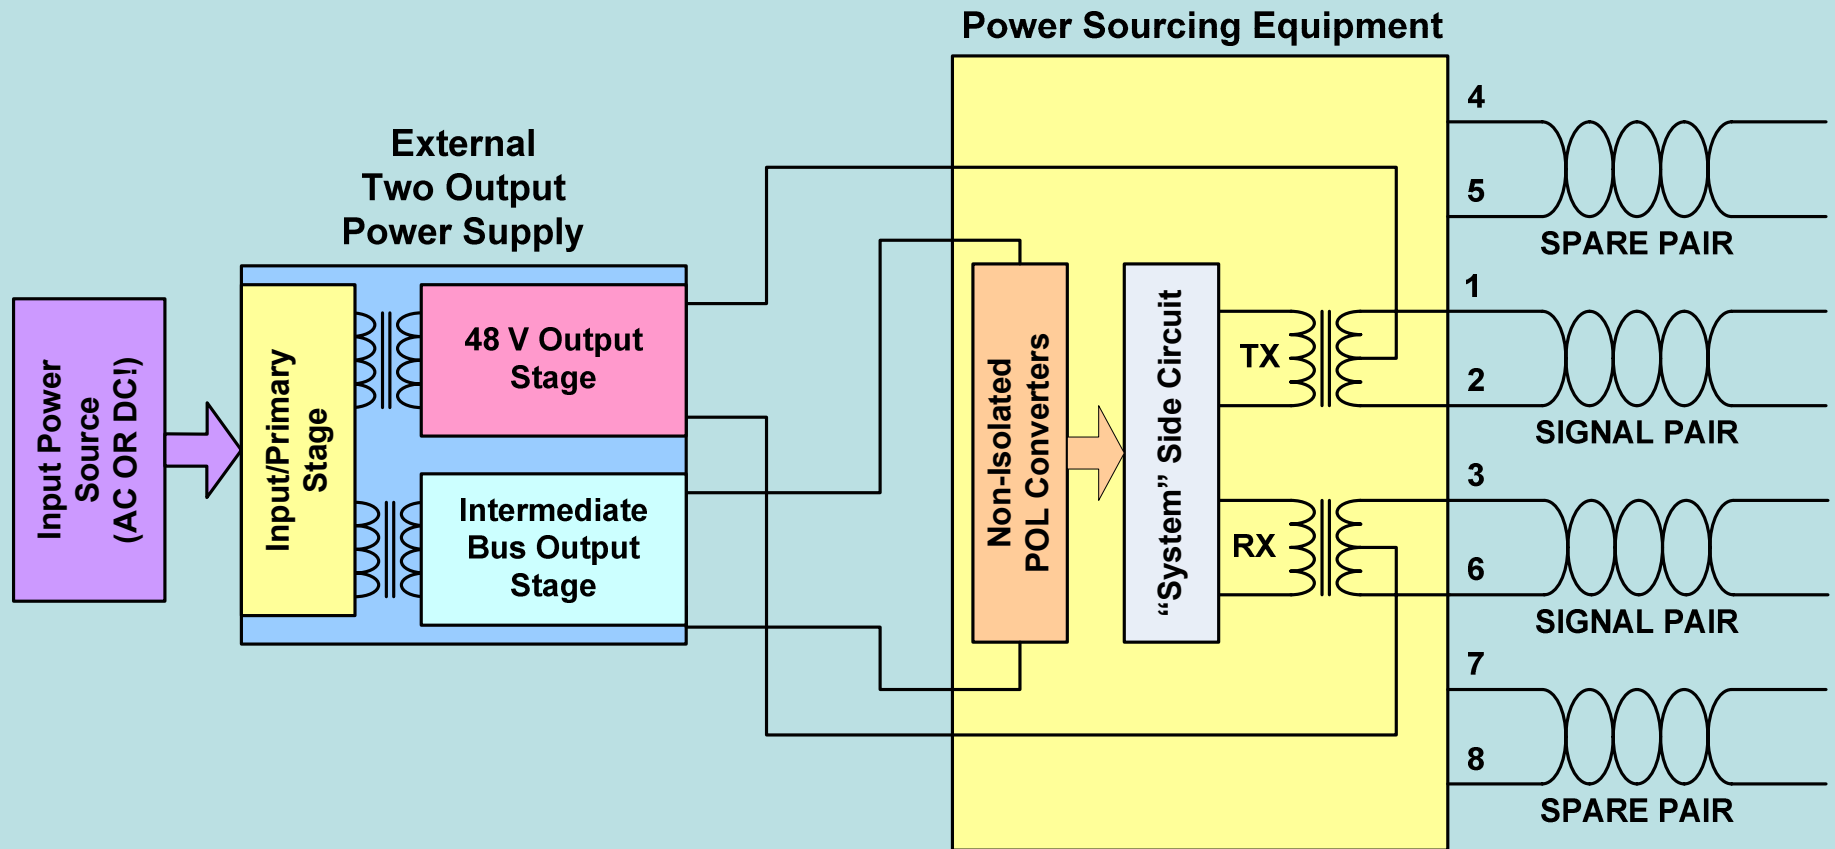 Power Sourcing Equipment
External
Two Output
Power Supply
Input Power
Source
(AC OR DC!)
Input/Primary
Stage
48 V Output
Stage
Intermediate
Bus Output
Stage
Non-Isolated
POL Converters
“System” Side Circuit
TX
RX
4
5
SPARE PAIR
1
2
SIGNAL PAIR
3
6
SIGNAL PAIR
7
8
SPARE PAIR